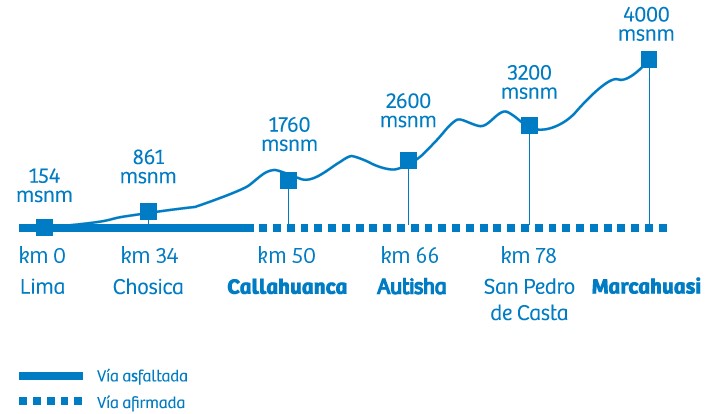 4000
msnm
3200
msnm
2600
msnm
1760
msnm
861
msnm
154
msnm
km 0
km 34
km 50
km 66
km 78
Lima
Chosica
Callahuanca
Autisha
San Pedro
de Casta
Marcahuasi
Vía asfaltada
Vía afirmada